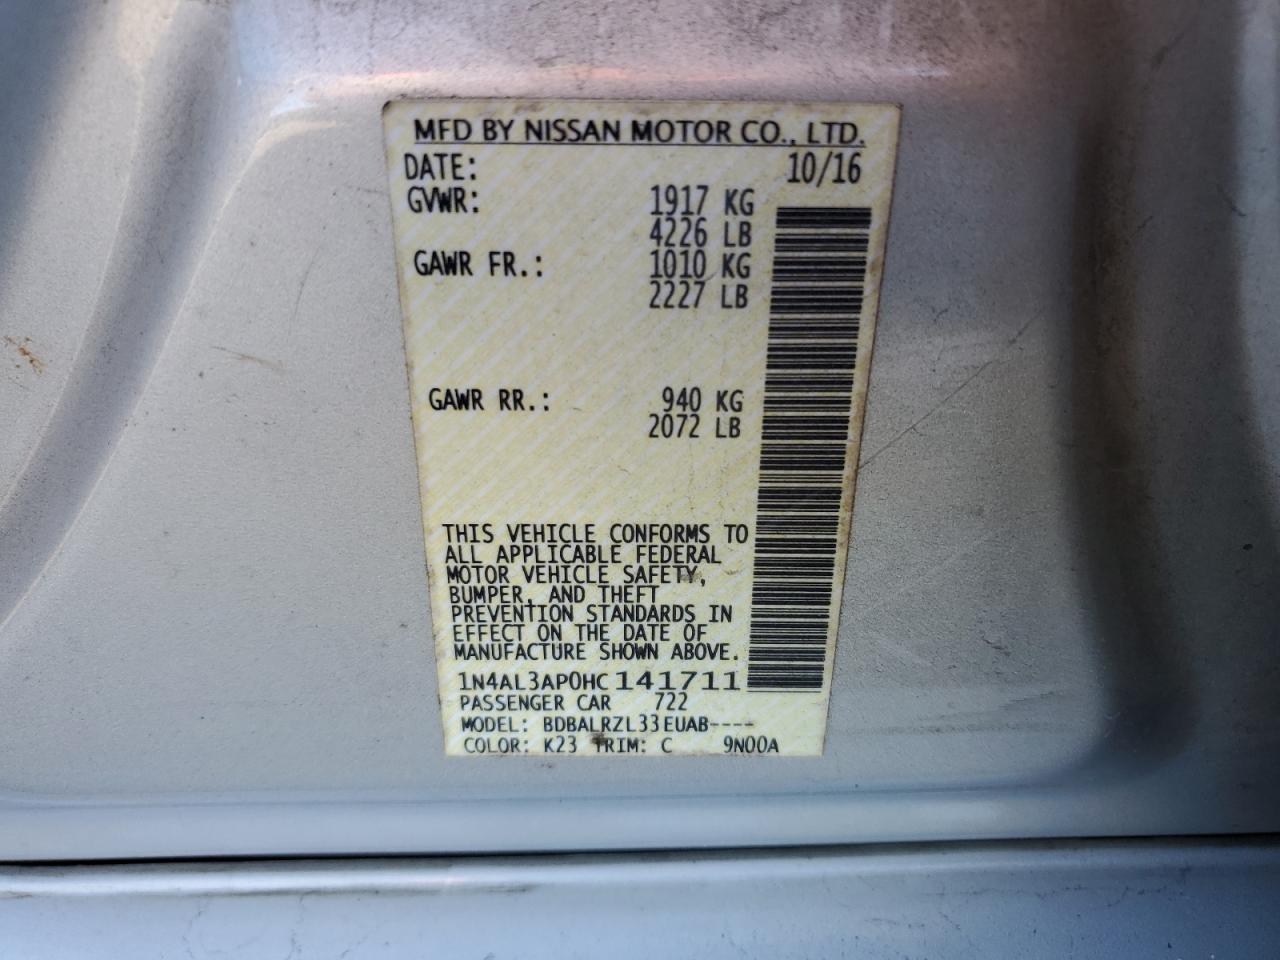 MFD BY NISSAN MOTOR CO., LTD.
DATE: 10/16
GVWR: 1917 KG
4226 LB
GAWR FR.: 1010 KG
2227 LB
GAWR RR.: 940 KG
2072 LB
THIS VEHICLE CONFORMS TO
ALL APPLICABLE FEDERAL
MOTOR VEHICLE SAFETY,
BUMPER, AND THEFT
PREVENTION STANDARDS IN
EFFECT ON THE DATE OF
MANUFACTURE SHOWN ABOVE.
1N4AL3AP0HC141711
PASSENGER CAR 722
MODEL: BDBALRZL33EUAB----
COLOR: K23 TRIM: C 9N00A